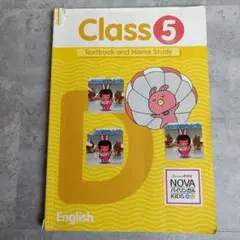 Class 5
Textbook and Home Study
D
NOVA
バイリンガル
KIDS
English